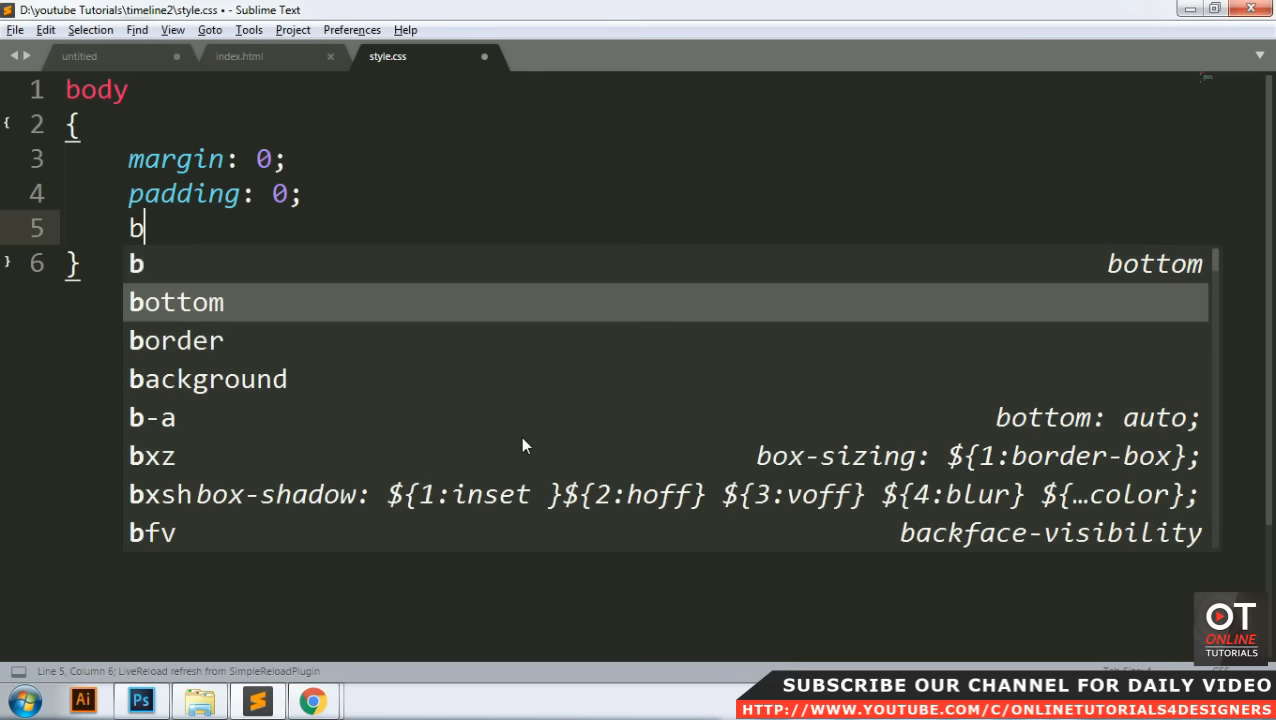 D:\youtube Tutorials\timeline2\style.css • - Sublime Text
File Edit Selection Find View Goto Tools Project Preferences Help
untitled index.html style.css
1 body
2 {
3 margin: 0;
4 padding: 0;
5 b
6 }
b bottom
bottom
border
background
b-a bottom: auto;
bxz box-sizing: ${1:border-box};
bxsh box-shadow: ${1:inset }${2:hoff} ${3:voff} ${4:blur} ${…color};
bfv backface-visibility
OT
ONLINE
TUTORIALS
Line 5, Column 6; LiveReload refresh from SimpleReloadPlugin
Ai Ps
SUBSCRIBE OUR CHANNEL FOR DAILY VIDEO
HTTP://WWW.YOUTUBE.COM/C/ONLINETUTORIALS4DESIGNERS